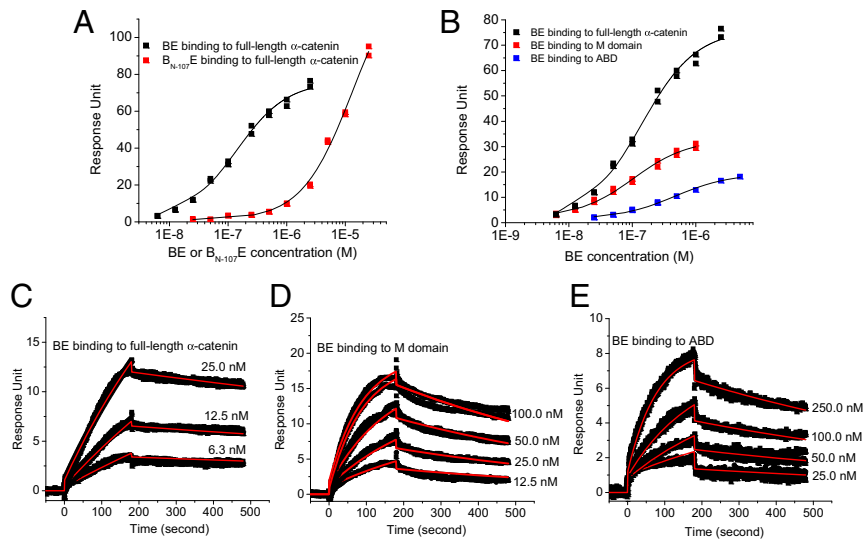 A
BE binding to full-length α-catenin
B_N-107E binding to full-length α-catenin
Response Unit
100
80
60
40
20
0
1E-8
1E-7
1E-6
1E-5
BE or B_N-107E concentration (M)
B
BE binding to full-length α-catenin
BE binding to M domain
BE binding to ABD
Response Unit
80
70
60
50
40
30
20
10
0
1E-9
1E-8
1E-7
1E-6
BE concentration (M)
C
BE binding to full-length α-catenin
Response Unit
15
10
5
0
25.0 nM
12.5 nM
6.3 nM
0
100
200
300
400
500
Time (second)
D
BE binding to M domain
Response Unit
25
20
15
10
5
0
100.0 nM
50.0 nM
25.0 nM
12.5 nM
0
100
200
300
400
500
Time (second)
E
BE binding to ABD
Response Unit
10
8
6
4
2
0
250.0 nM
100.0 nM
50.0 nM
25.0 nM
0
100
200
300
400
500
Time (second)